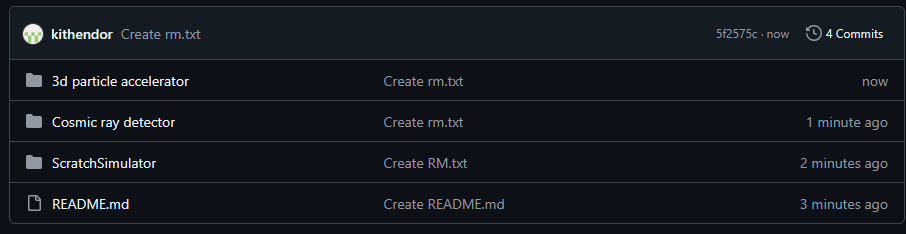 kithendor Create rm.txt 5f2575c · now 4 Commits
3d particle accelerator Create rm.txt now
Cosmic ray detector Create rm.txt 1 minute ago
ScratchSimulator Create RM.txt 2 minutes ago
README.md Create README.md 3 minutes ago